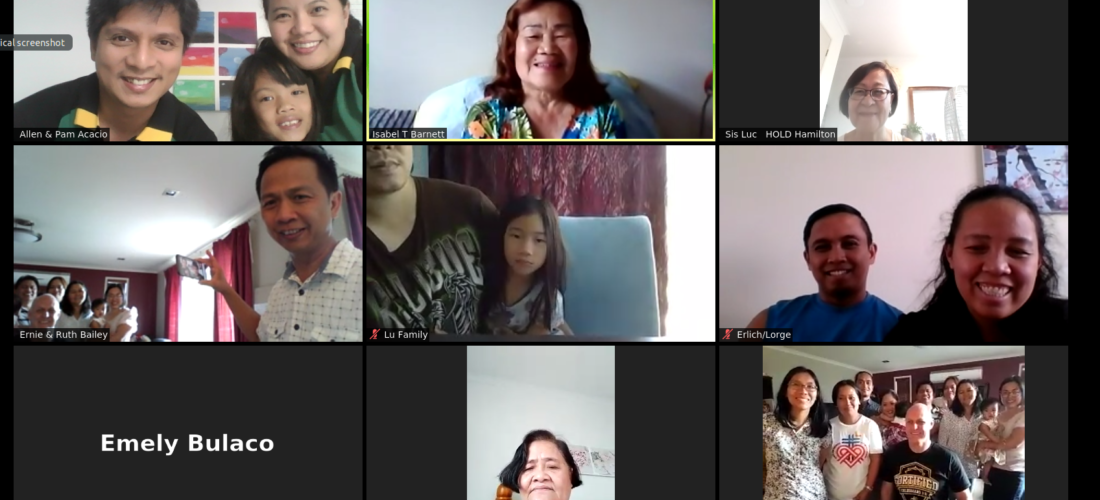 ical screenshot
Allen & Pam Acacio
Isabel T Barnett
Sis Luc HOLD Hamilton
Ernie & Ruth Bailey
Lu Family
Erlich/Lorge
Emely Bulaco